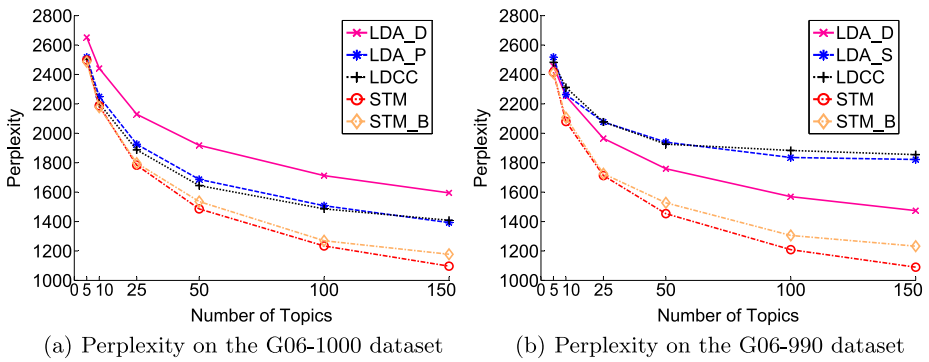 2800
2600
2400
2200
2000
1800
1600
1400
1200
1000
Perplexity
0 5 10 25 50 100 150
Number of Topics
LDA_D
LDA_P
LDCC
STM
STM_B
(a) Perplexity on the G06-1000 dataset
2800
2600
2400
2200
2000
1800
1600
1400
1200
1000
Perplexity
0 5 10 25 50 100 150
Number of Topics
LDA_D
LDA_S
LDCC
STM
STM_B
(b) Perplexity on the G06-990 dataset